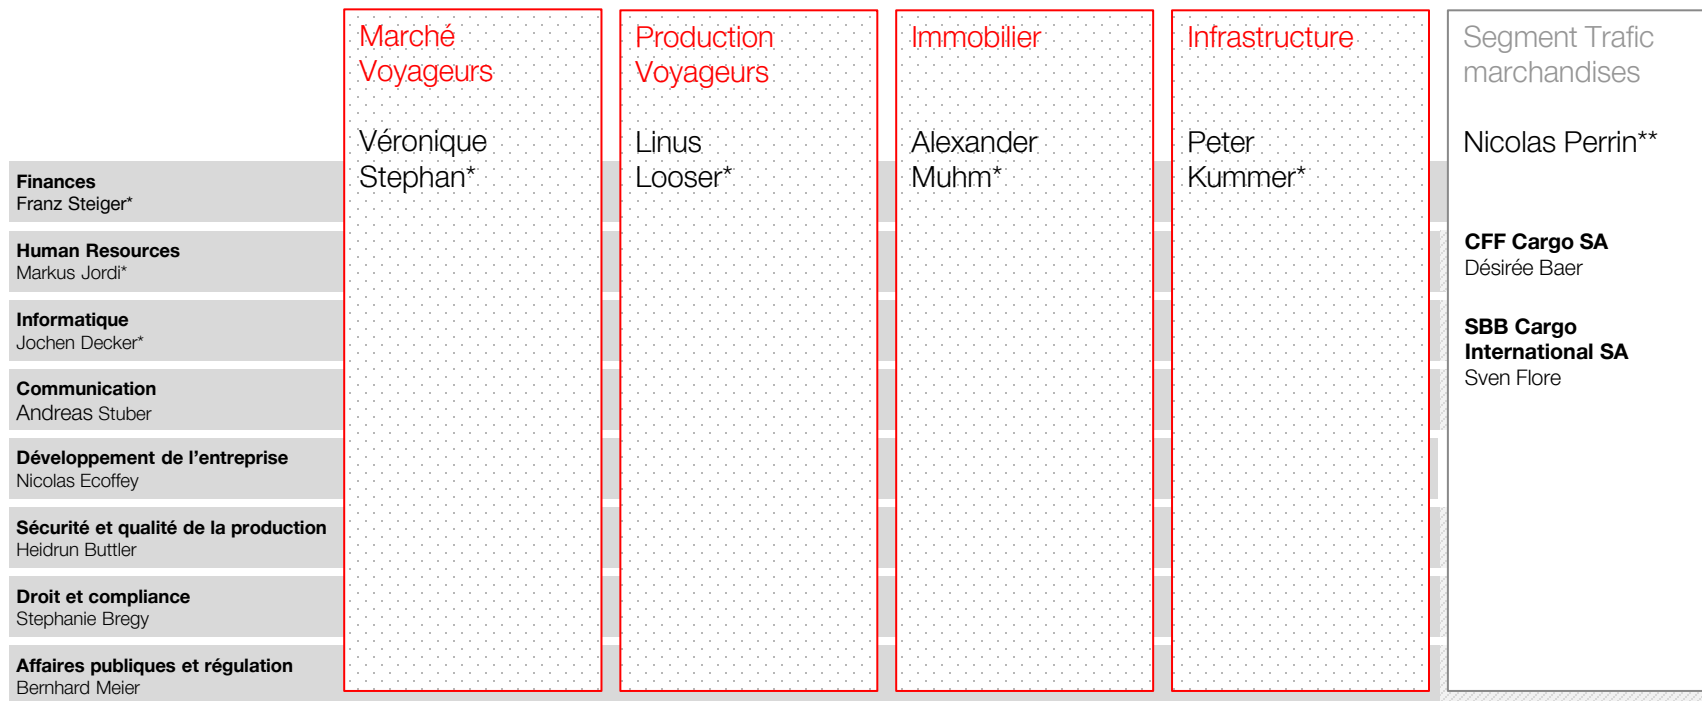 Marché
Voyageurs
Véronique
Stephan*
Production
Voyageurs
Linus
Looser*
Immobilier
Alexander
Muhm*
Infrastructure
Peter
Kummer*
Segment Trafic
marchandises
Nicolas Perrin**
CFF Cargo SA
Désirée Baer
SBB Cargo
International SA
Sven Flore
Finances
Franz Steiger*
Human Resources
Markus Jordi*
Informatique
Jochen Decker*
Communication
Andreas Stuber
Développement de l’entreprise
Nicolas Ecoffey
Sécurité et qualité de la production
Heidrun Buttler
Droit et compliance
Stephanie Bregy
Affaires publiques et régulation
Bernhard Meier